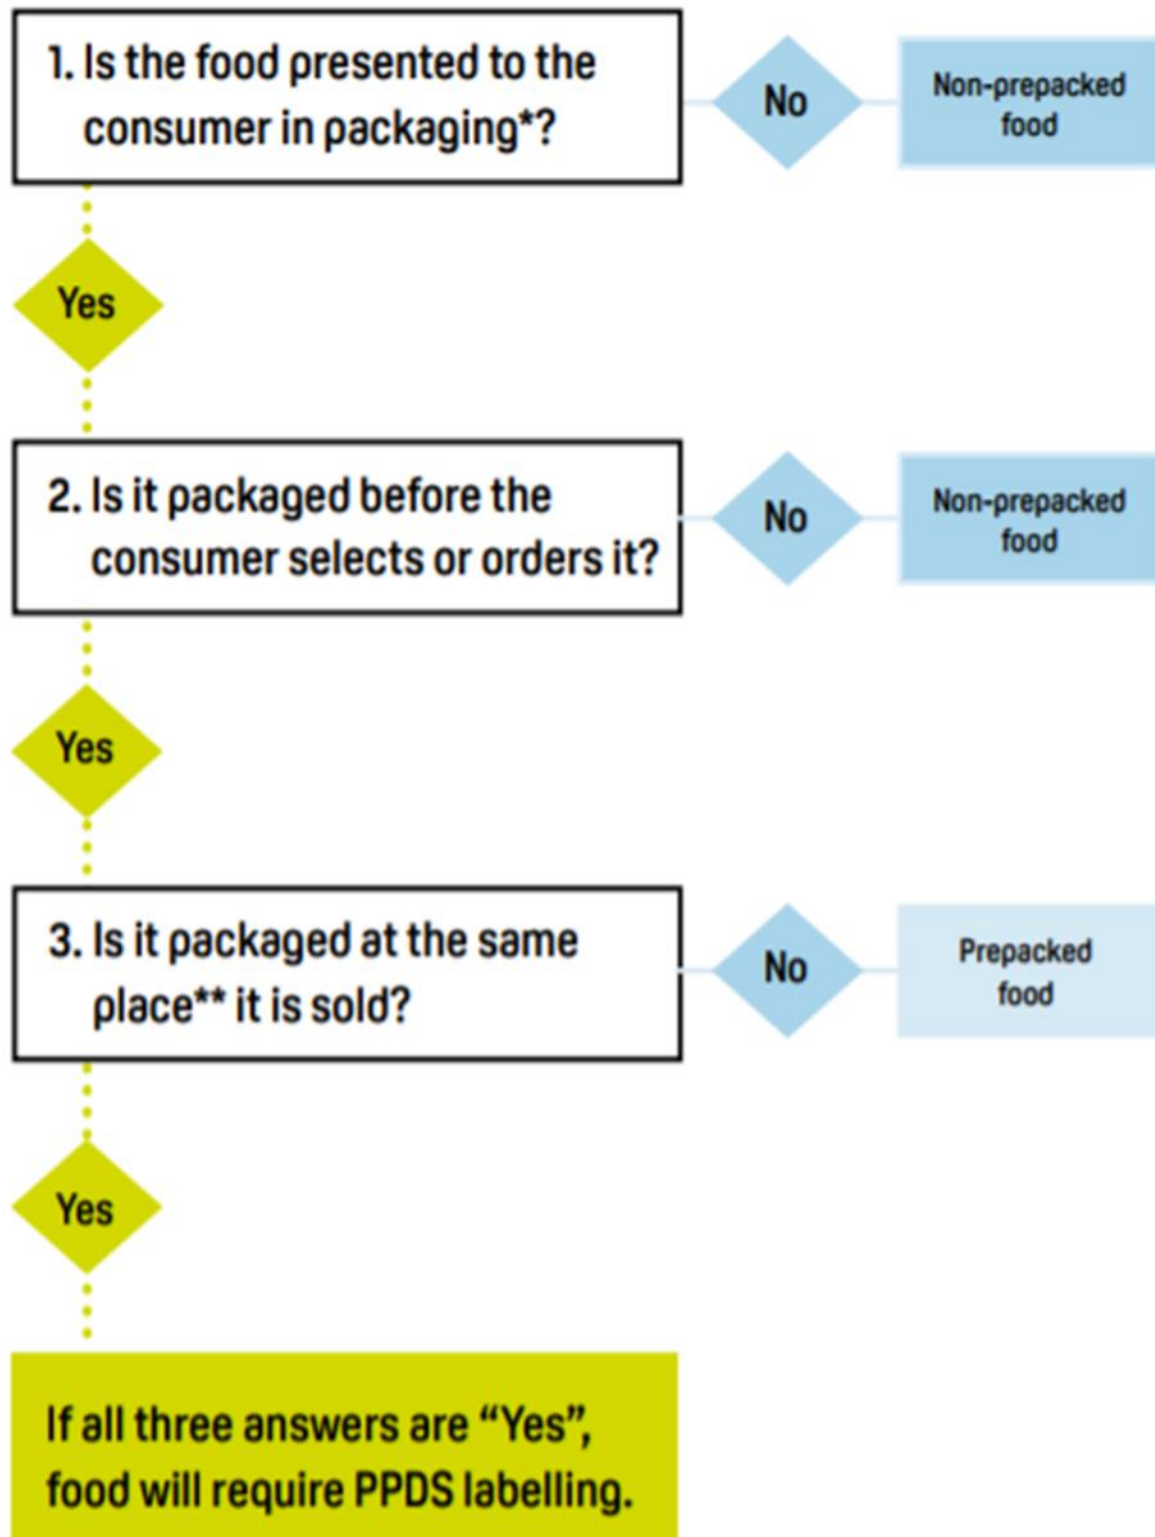 1. Is the food presented to the
consumer in packaging*?
No
Non-prepacked
food
Yes
2. Is it packaged before the
consumer selects or orders it?
No
Non-prepacked
food
Yes
3. Is it packaged at the same
place** it is sold?
No
Prepacked
food
Yes
If all three answers are “Yes”,
food will require PPDS labelling.